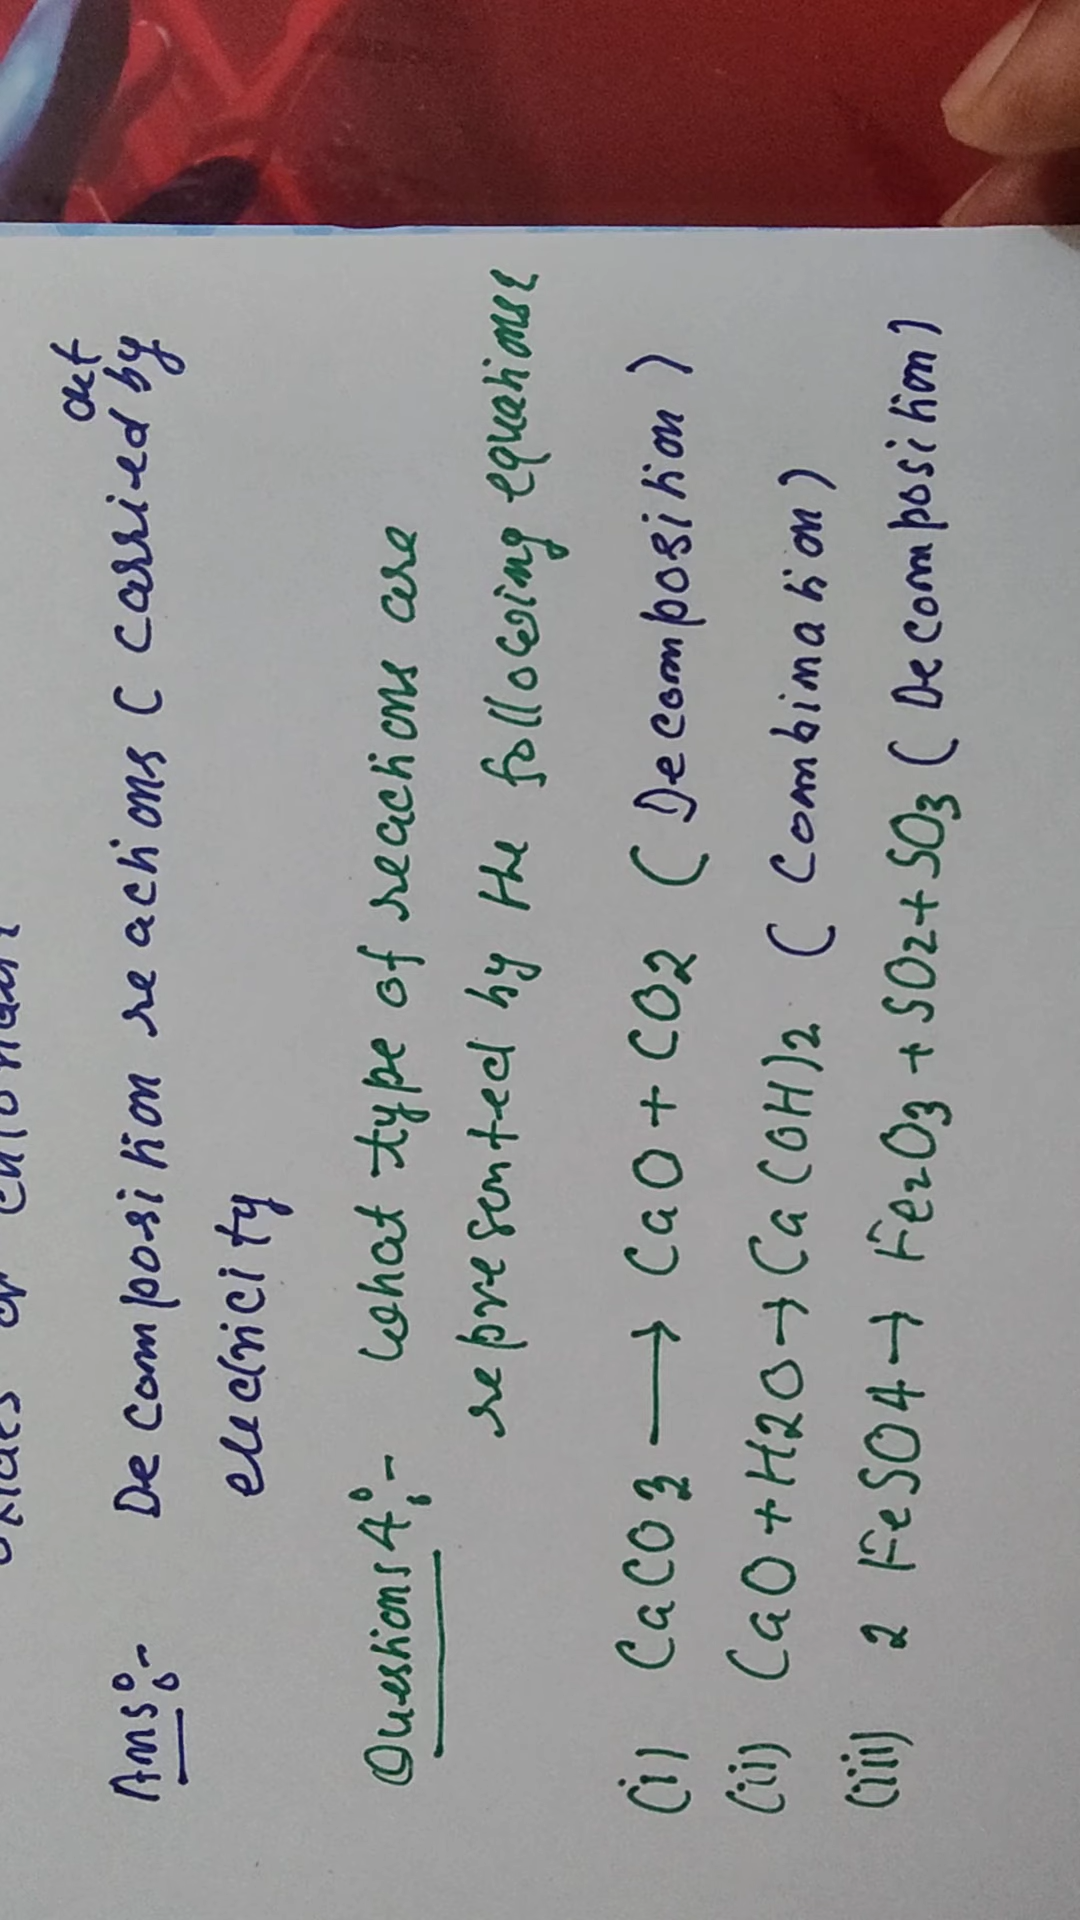 Ans:- Decomposition reactions ( carried out by
electricity
Questions 4:- What type of reactions are
represented by the following equations?
(i) CaCO3 → CaO + CO2 ( Decomposition )
(ii) CaO + H2O → Ca(OH)2 ( Combination )
(iii) 2 FeSO4 → Fe2O3 + SO2 + SO3 ( Decomposition )